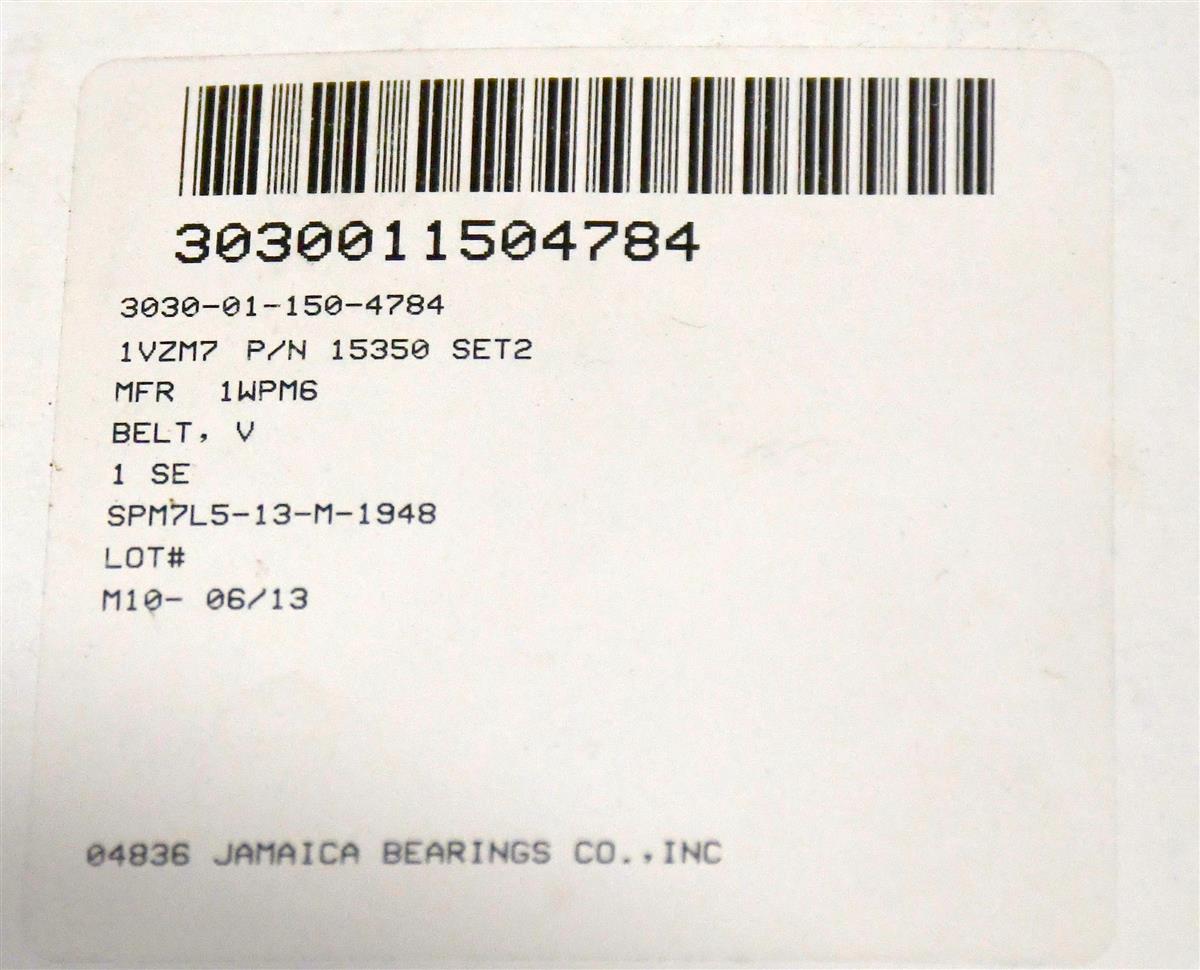 3030011504784
3030-01-150-4784
1VZM7 P/N 15350 SET2
MFR 1WPM6
BELT, V
1 SE
SPM7L5-13-M-1948
LOT#
M10- 06/13
04836 JAMAICA BEARINGS CO.,INC